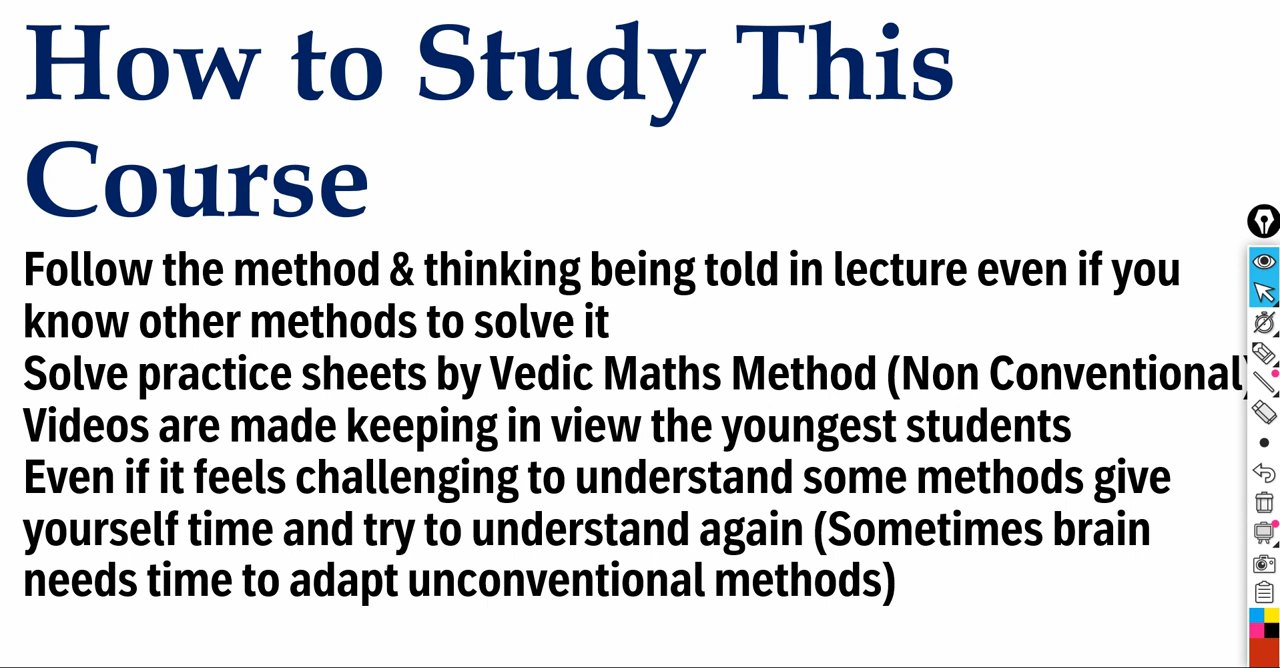 How to Study This
Course
Follow the method & thinking being told in lecture even if you
know other methods to solve it
Solve practice sheets by Vedic Maths Method (Non Conventional)
Videos are made keeping in view the youngest students
Even if it feels challenging to understand some methods give
yourself time and try to understand again (Sometimes brain
needs time to adapt unconventional methods)